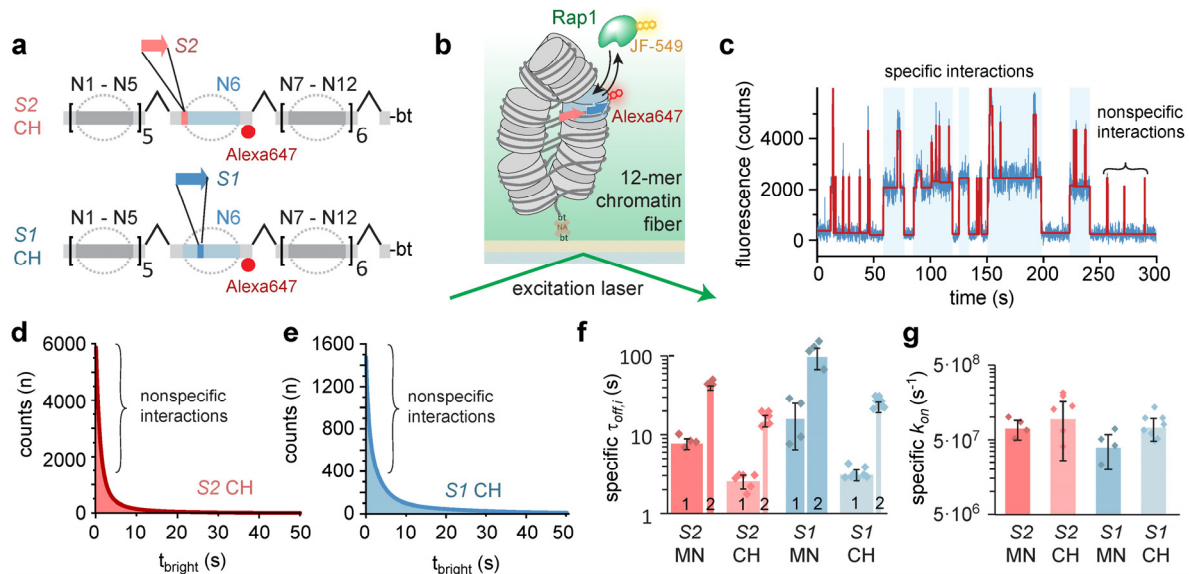 a
S2
N1 - N5
N6
N7 - N12
S2
CH
5
6
-bt
Alexa647
S1
N1 - N5
N6
N7 - N12
S1
CH
5
6
-bt
Alexa647
b
Rap1
JF-549
Alexa647
12-mer
chromatin
fiber
bt
NA
bt
excitation laser
c
specific interactions
nonspecific
interactions
fluorescence (counths)
4000
2000
0
0 50 100 150 200 250 300
time (s)
d
counts (n)
6000
4000
2000
0
nonspecific
interactions
S2 CH
0 10 20 30 40 50
tbright (s)
e
counts (n)
1600
1200
800
400
0
nonspecific
interactions
S1 CH
0 10 20 30 40 50
tbright (s)
f
specific τoff,i (s)
100
10
1
1 2 1 2 1 2 1 2
S2 S2 S1 S1
MN CH MN CH
g
specific kon (s-1)
5·10⁸
5·10⁷
5·10⁶
S2 S2 S1 S1
MN CH MN CH